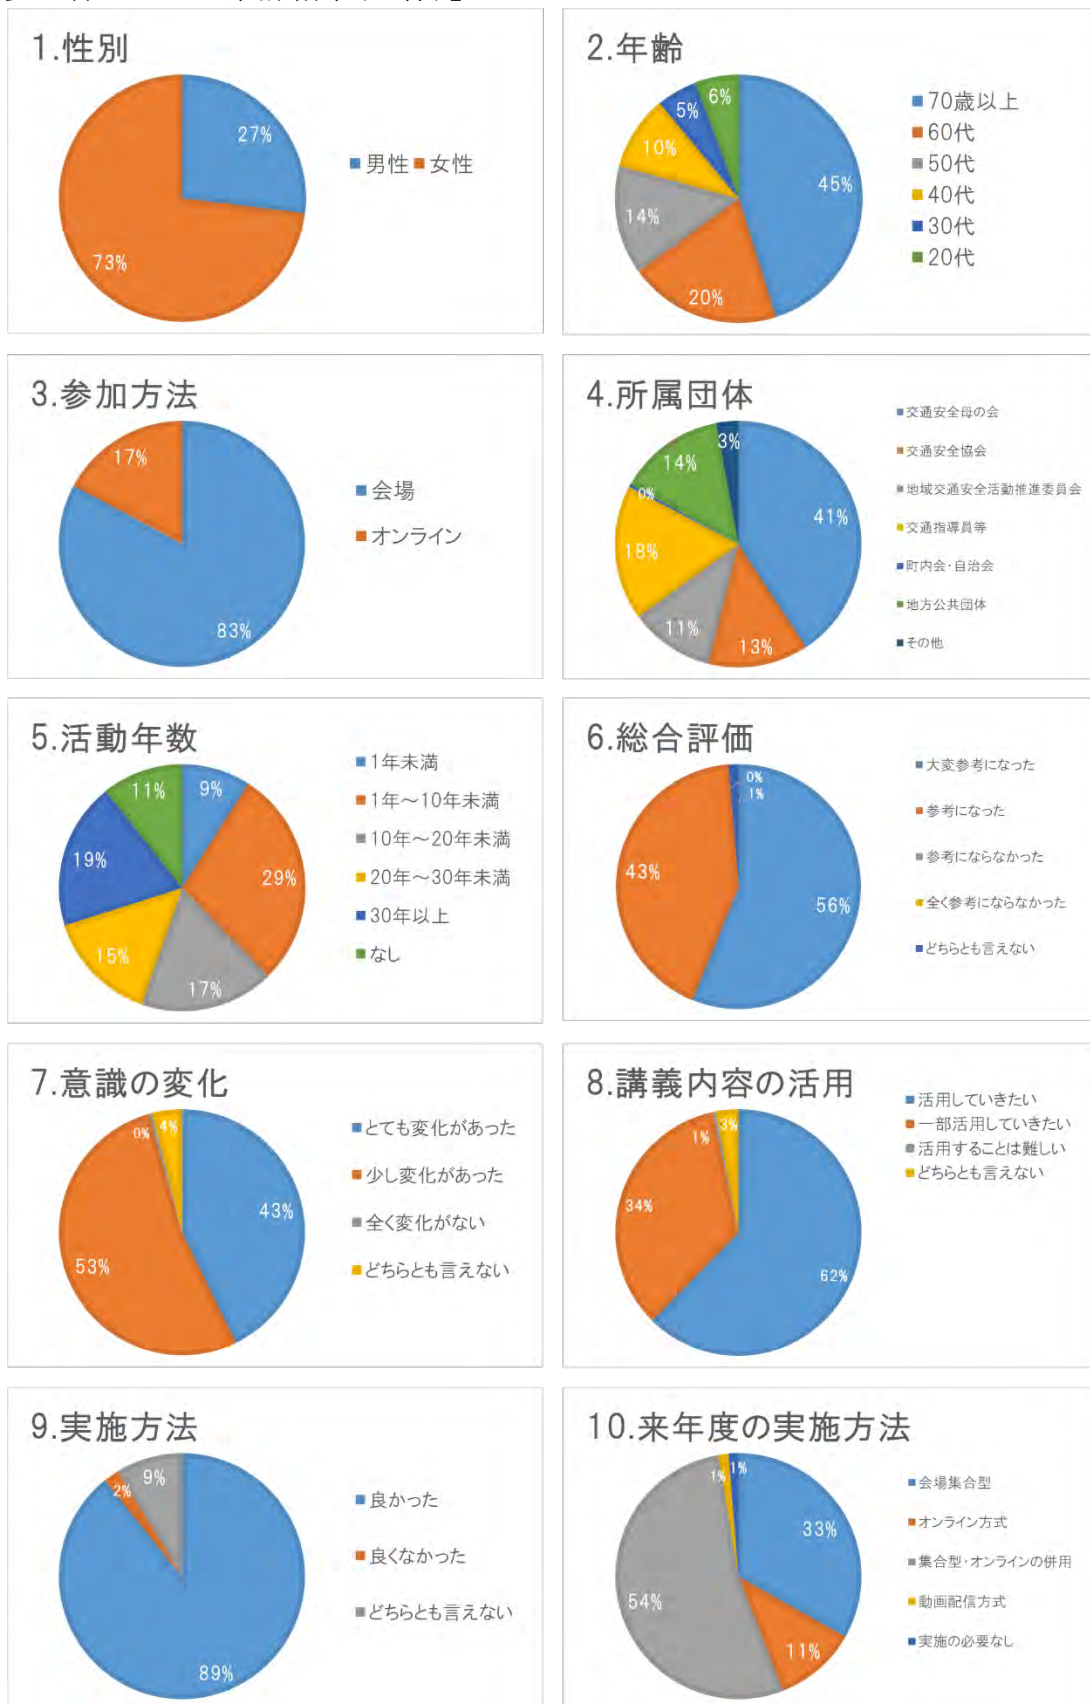 1.性別
27%
73%
男性 女性
2.年齢
6%
5%
10%
14%
20%
45%
70歳以上
60代
50代
40代
30代
20代
3.参加方法
17%
83%
会場
オンライン
4.所属団体
3%
14%
0%
18%
11%
13%
41%
交通安全母の会
交通安全協会
地域交通安全活動推進委員会
交通指導員等
町内会・自治会
地方公共団体
その他
5.活動年数
11%
9%
19%
29%
15%
17%
1年未満
1年～10年未満
10年～20年未満
20年～30年未満
30年以上
なし
6.総合評価
0%
1%
43%
56%
大変参考になった
参考になった
参考にならなかった
全く参考にならなかった
どちらとも言えない
7.意識の変化
0%
4%
43%
53%
とても変化があった
少し変化があった
全く変化がない
どちらとも言えない
8.講義内容の活用
1%
3%
34%
62%
活用していきたい
一部活用していきたい
活用することは難しい
どちらとも言えない
9.実施方法
2%
9%
89%
良かった
良くなかった
どちらとも言えない
10.来年度の実施方法
1%
1%
33%
54%
11%
会場集合型
オンライン方式
集合型・オンラインの併用
動画配信方式
実施の必要なし